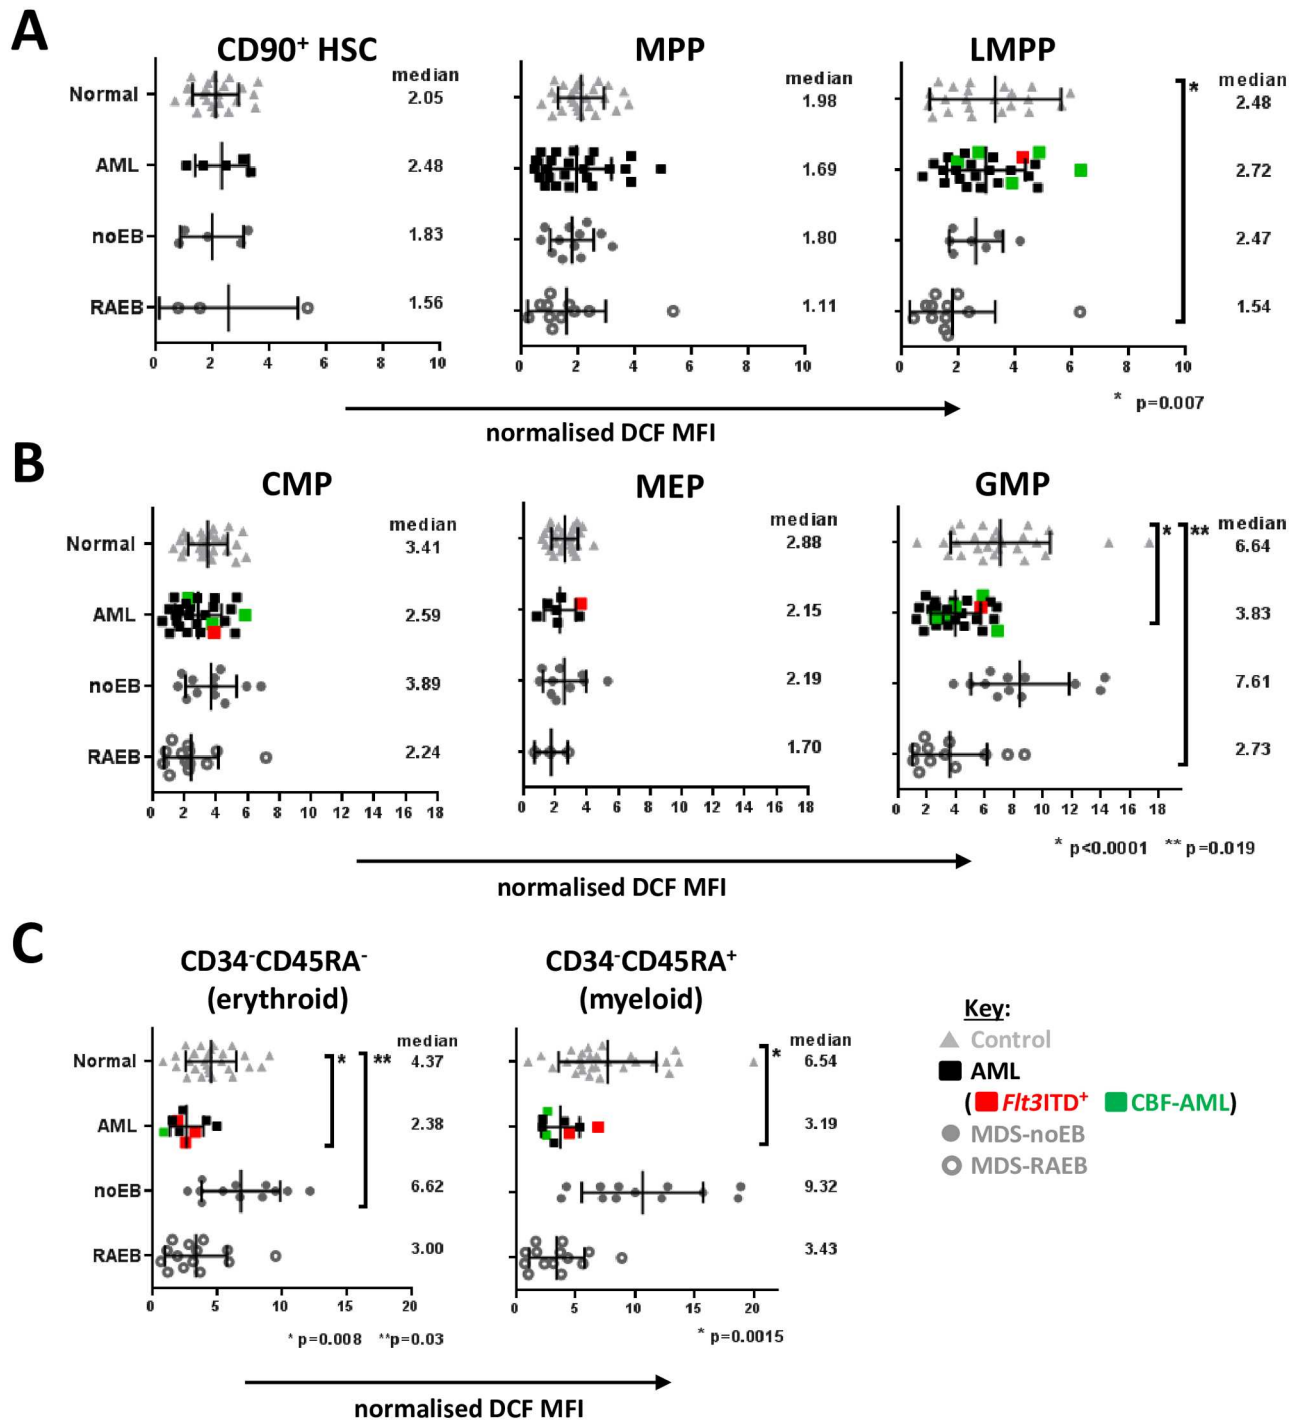 A
CD90+ HSC
MPP
LMPP
median
median
median
Normal
2.05
1.98
2.48
*
AML
2.48
1.69
2.72
noEB
1.83
1.80
2.47
RAEB
1.56
1.11
1.54
0 2 4 6 8 10
0 2 4 6 8 10
0 2 4 6 8 10
* p=0.007
normalised DCF MFI
B
CMP
MEP
GMP
median
median
median
Normal
3.41
2.88
6.64
* **
AML
2.59
2.15
3.83
noEB
3.89
2.19
7.61
RAEB
2.24
1.70
2.73
0 2 4 6 8 10 12 14 16 18
0 2 4 6 8 10 12 14 16 18
0 2 4 6 8 10 12 14 16 18
* p<0.0001 ** p=0.019
normalised DCF MFI
C
CD34-CD45RA-
(erythroid)
CD34-CD45RA+
(myeloid)
median
median
Normal
4.37
6.54
* **
*
AML
2.38
3.19
noEB
6.62
9.32
RAEB
3.00
3.43
0 5 10 15 20
0 5 10 15 20
* p=0.008 **p=0.03
* p=0.0015
normalised DCF MFI
Key:
Control
AML
(Flt3ITD+ CBF-AML)
MDS-noEB
MDS-RAEB